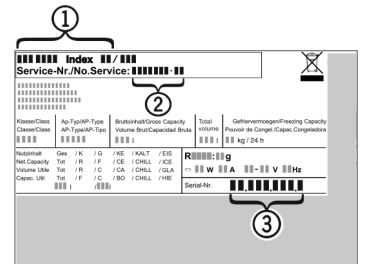 1
Index /
Service-Nr./No.Service: -
2
Klasse/Class Ap-Typ/AP-Type Bruttoinhalt/Gross Capacity Total Gefriervermoegen/Freezing Capacity
Classe/Clase AP-Type/AP-Tipo Volume Brut/Capacidad Bruta volume Pouvoir de Congel./Capac.Congeladora
l l kg / 24 h
Nutzinhalt Ges / K / G / KE / KALT / EIS R : g
Net.Capacity Tot / R / F / CE / CHILL / ICE
Volume Utile Tot / R / C / CA / CHILL / GLA ~ W A - V Hz
Capac. Util Tot / F / C / BO / CHILL / HIE
l / l Serial-Nr. . . .
3